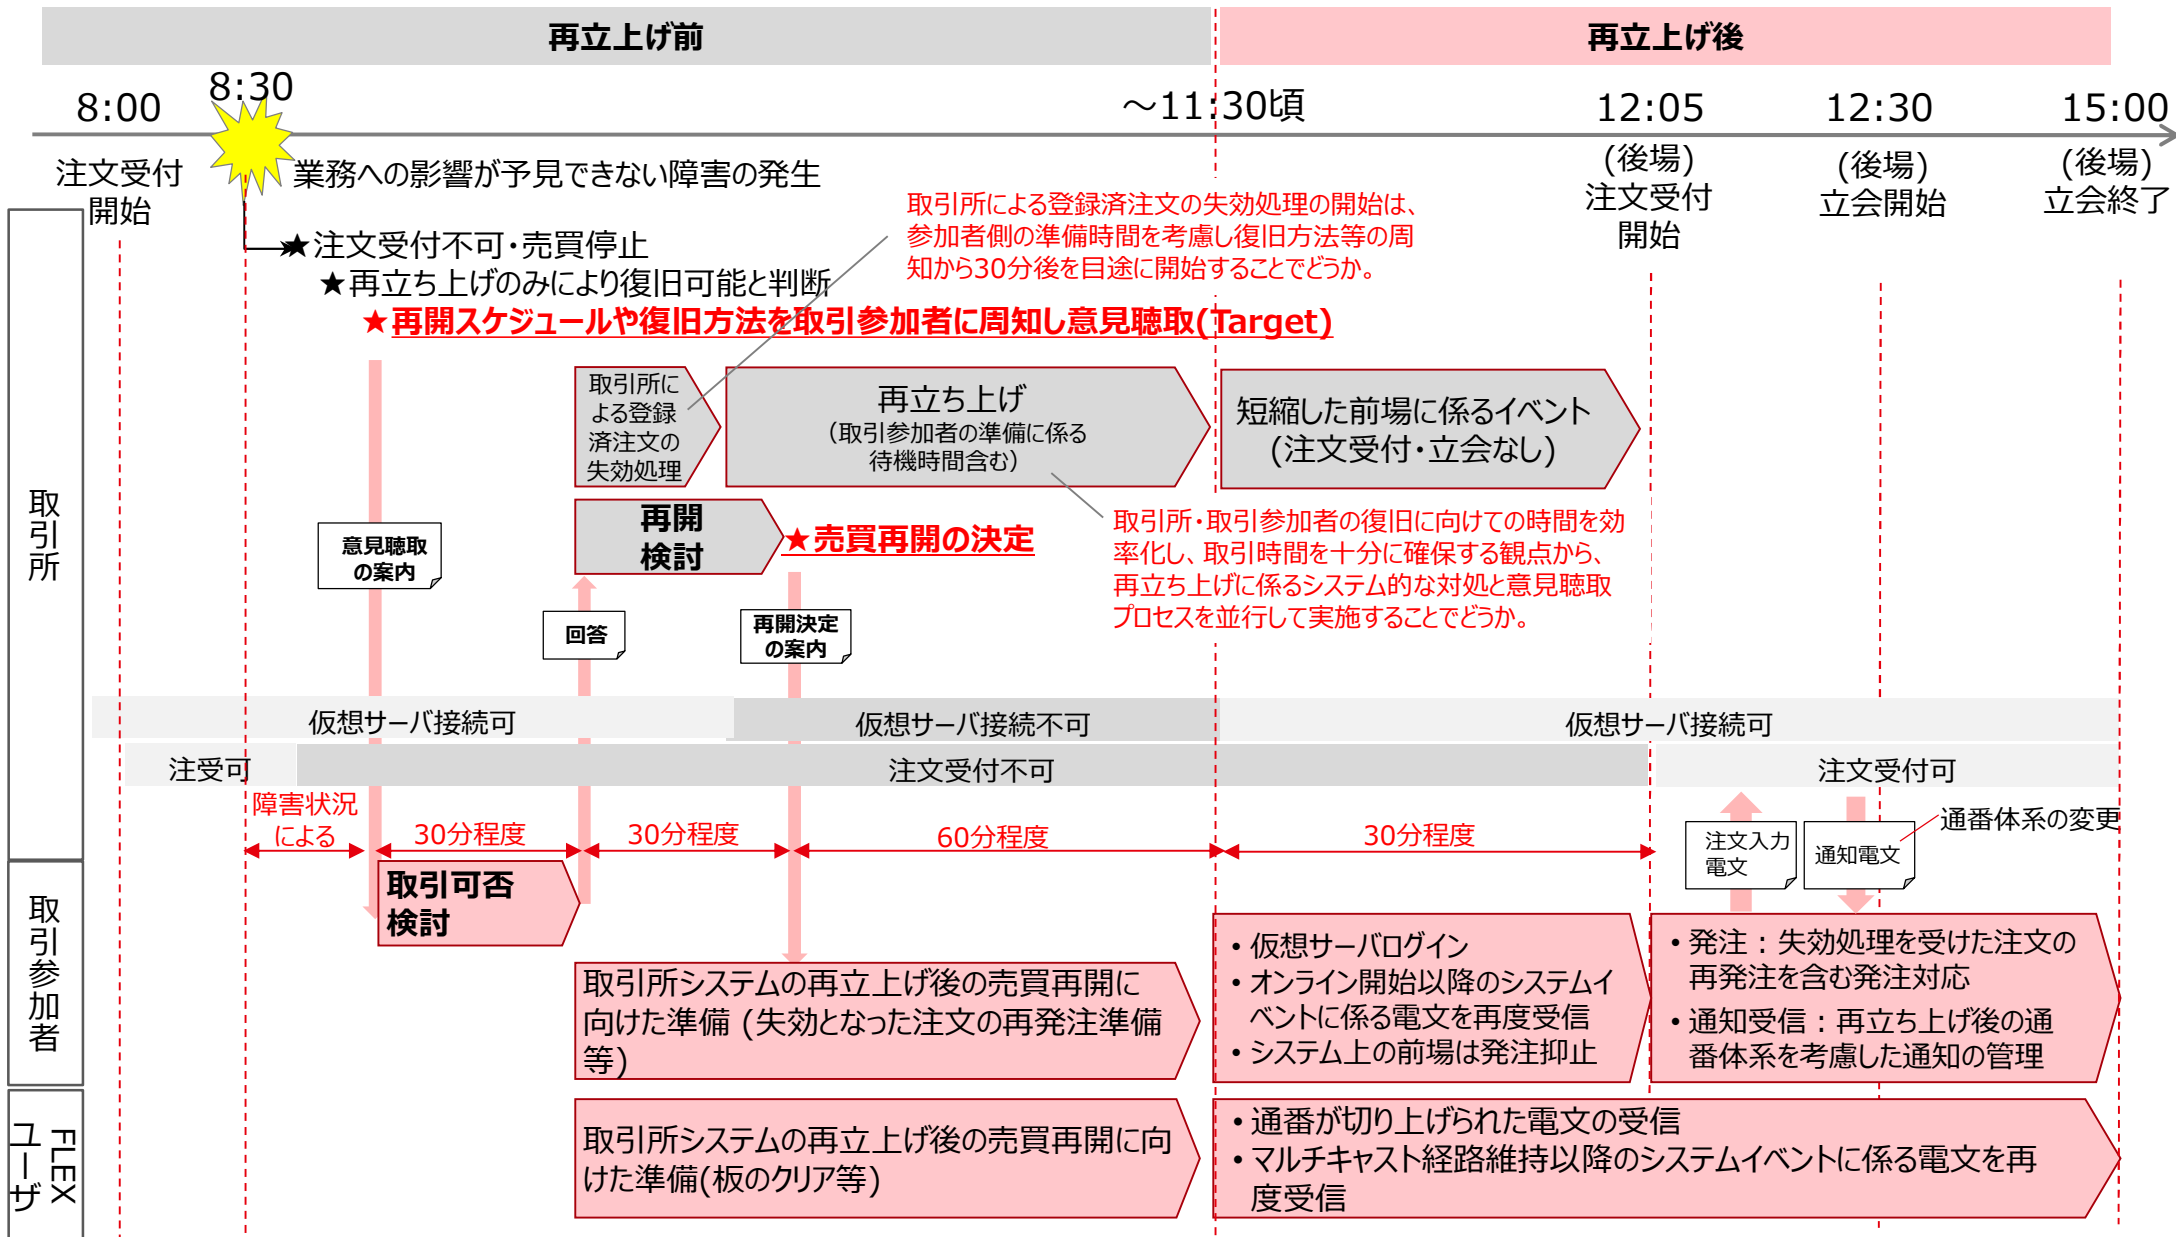 再立上げ前
再立上げ後
8:00
8:30
～11:30頃
12:05
12:30
15:00
注文受付
開始
業務への影響が予見できない障害の発生
(後場)
注文受付
開始
(後場)
立会開始
(後場)
立会終了
★注文受付不可・売買停止
★再立ち上げのみにより復旧可能と判断
★再開スケジュールや復旧方法を取引参加者に周知し意見聴取(Target)
取引所による登録済注文の失効処理の開始は、
参加者側の準備時間を考慮し復旧方法等の周
知から30分後を目途に開始することでどうか。
取引所
取引所に
よる登録
済注文の
失効処理
再立ち上げ
（取引参加者の準備に係る
待機時間含む）
短縮した前場に係るイベント
(注文受付・立会なし)
再開
検討
★売買再開の決定
取引所・取引参加者の復旧に向けての時間を効
率化し、取引時間を十分に確保する観点から、
再立ち上げに係るシステム的な対処と意見聴取
プロセスを並行して実施することでどうか。
意見聴取
の案内
回答
再開決定
の案内
仮想サーバ接続可
仮想サーバ接続不可
仮想サーバ接続可
注受可
注文受付不可
注文受付可
障害状況
による
30分程度
30分程度
60分程度
30分程度
注文入力
電文
通知電文
通番体系の変更
取引参加者
取引可否
検討
取引所システムの再立上げ後の売買再開に
向けた準備 (失効となった注文の再発注準備
等)
・仮想サーバログイン
・オンライン開始以降のシステムイ
ベントに係る電文を再度受信
・システム上の前場は発注抑止
・発注：失効処理を受けた注文の
再発注を含む発注対応
・通知受信：再立ち上げ後の通
番体系を考慮した通知の管理
FLEX
ユーザ
取引所システムの再立上げ後の売買再開に向
けた準備(板のクリア等)
・通番が切り上げられた電文の受信
・マルチキャスト経路維持以降のシステムイベントに係る電文を再
度受信